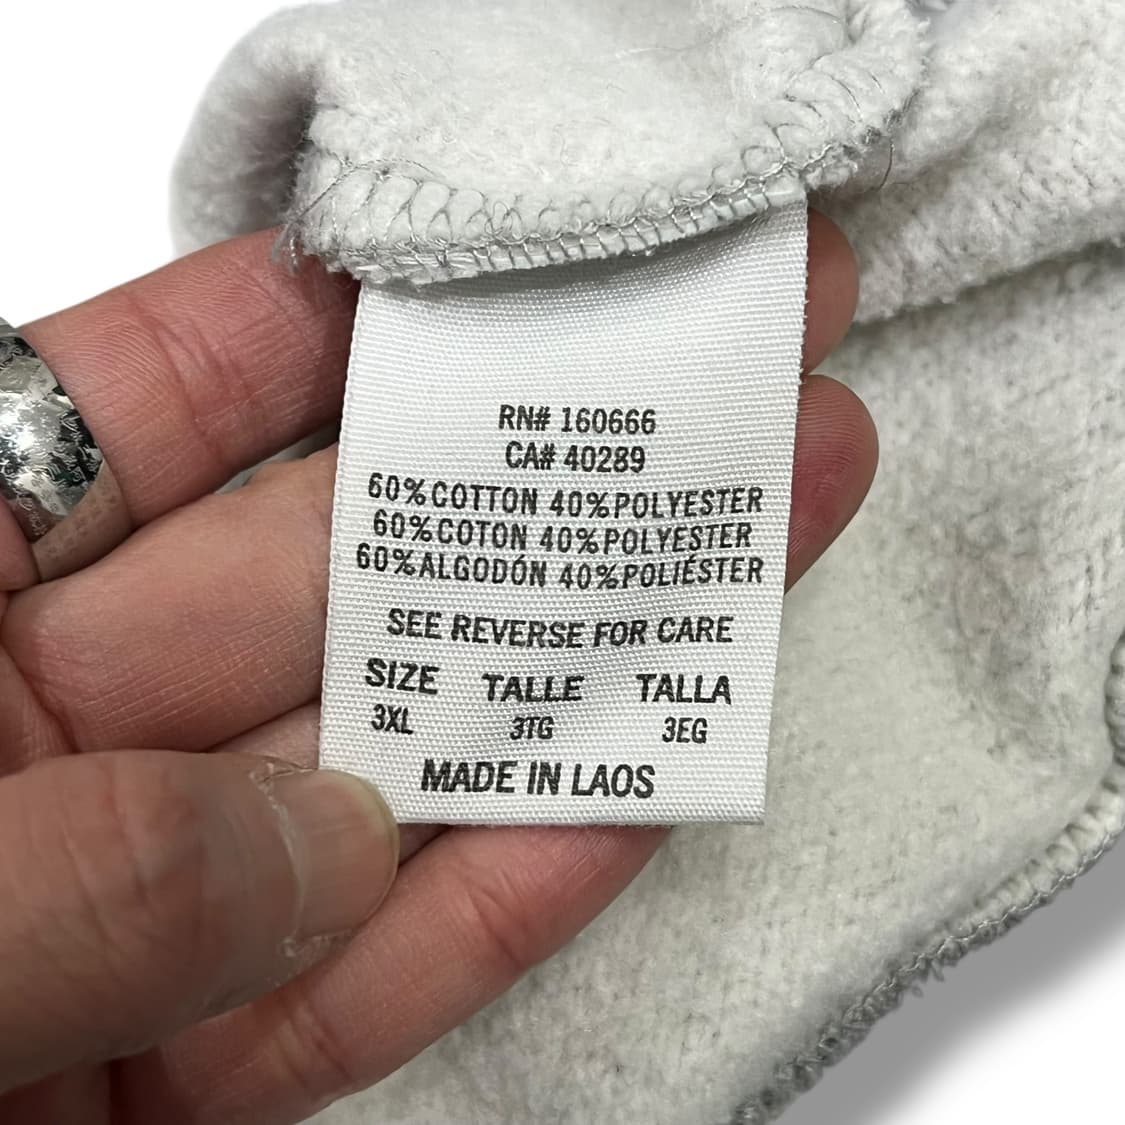 RN# 160666
CA# 40289
60%COTTON 40%POLYESTER
60%COTON 40%POLYESTER
60%ALGODÓN 40%POLIÉSTER
SEE REVERSE FOR CARE
SIZE TALLE TALLA
3XL 3TG 3EG
MADE IN LAOS